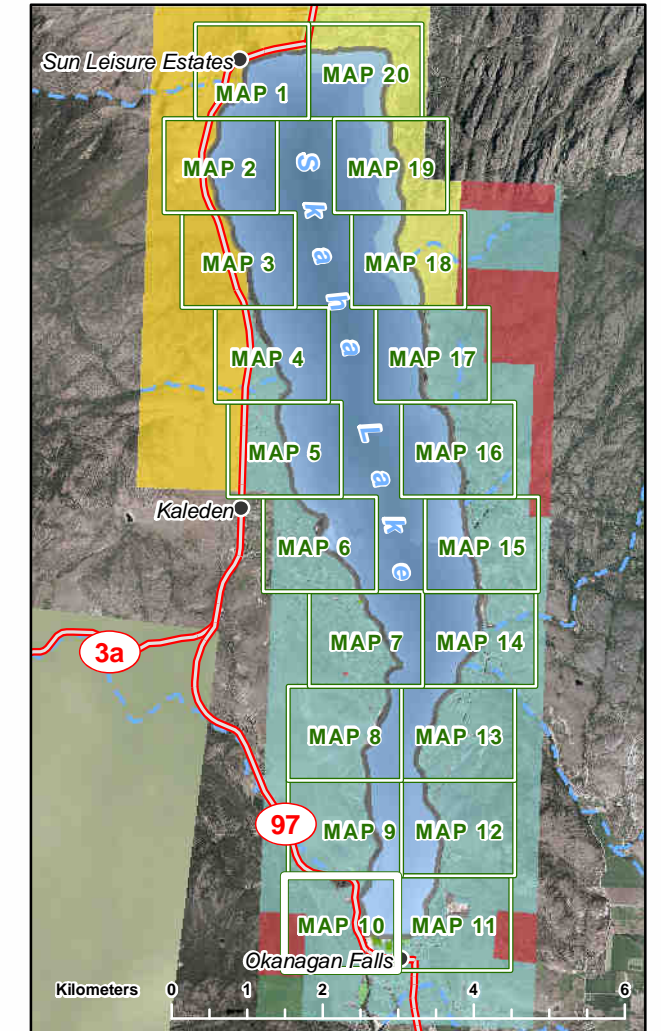 Sun Leisure Estates
MAP 1
MAP 20
MAP 2
MAP 19
MAP 3
MAP 18
MAP 4
MAP 17
MAP 5
MAP 16
Skaha Lake
Kaleden
MAP 6
MAP 15
3a
MAP 7
MAP 14
MAP 8
MAP 13
97
MAP 9
MAP 12
MAP 10
MAP 11
Okanagan Falls
Kilometers 0 1 2 4 6